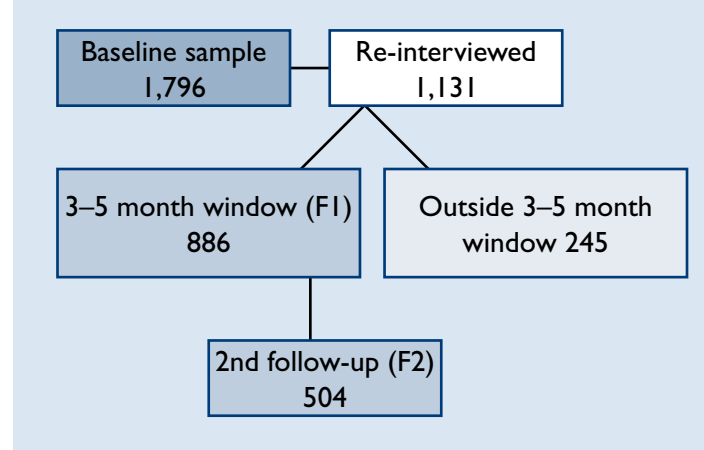 Baseline sample
1,796
Re-interviewed
1,131
3–5 month window (F1)
886
Outside 3–5 month
window 245
2nd follow-up (F2)
504